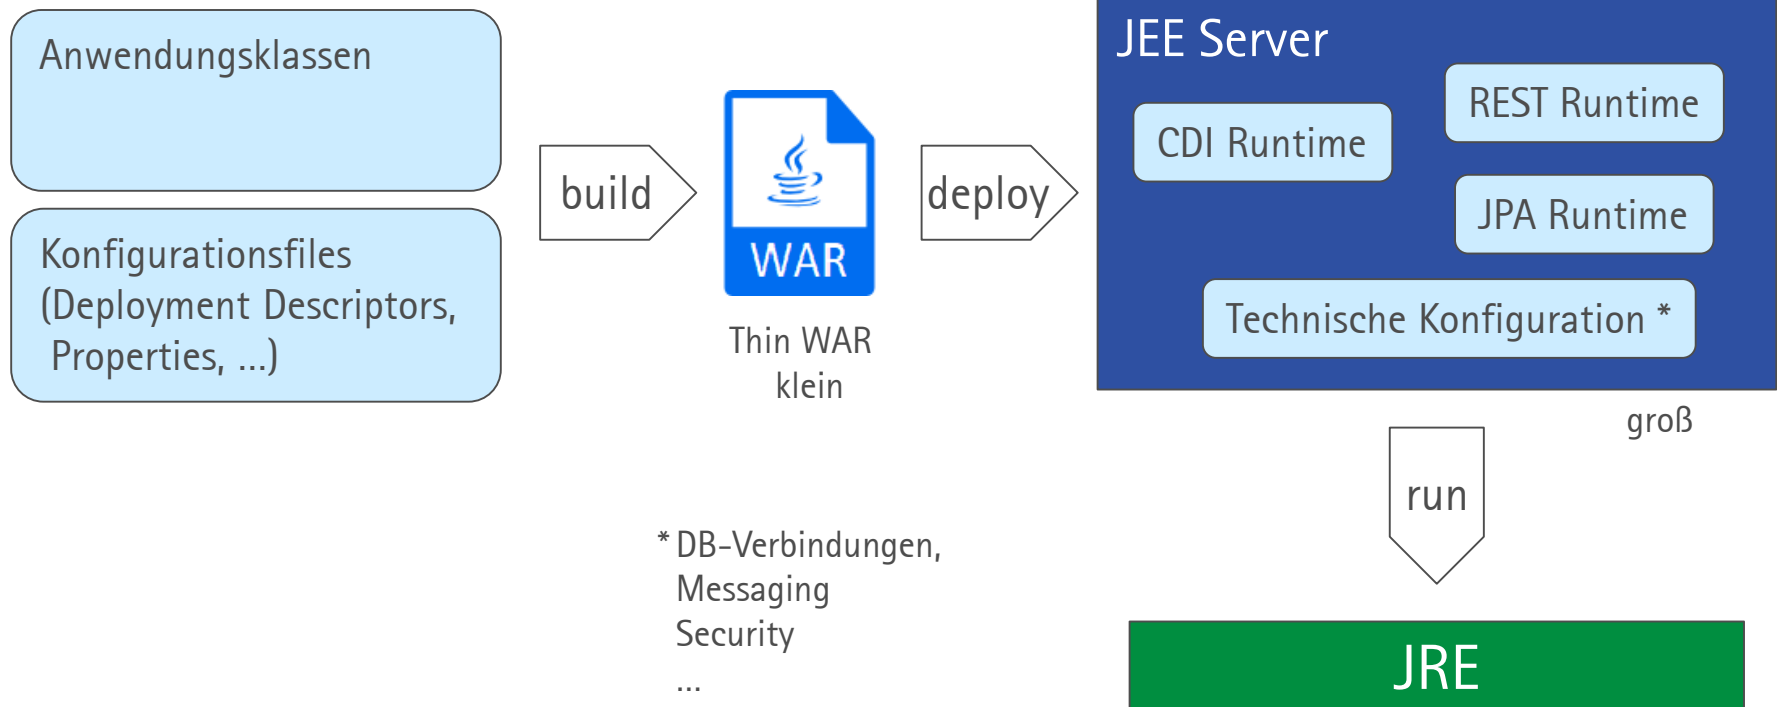 Anwendungsklassen
Konfigurationsfiles
(Deployment Descriptors,
Properties, ...)
build
WAR
Thin WAR
klein
deploy
JEE Server
REST Runtime
CDI Runtime
JPA Runtime
Technische Konfiguration *
groß
run
JRE
* DB-Verbindungen,
Messaging
Security
...